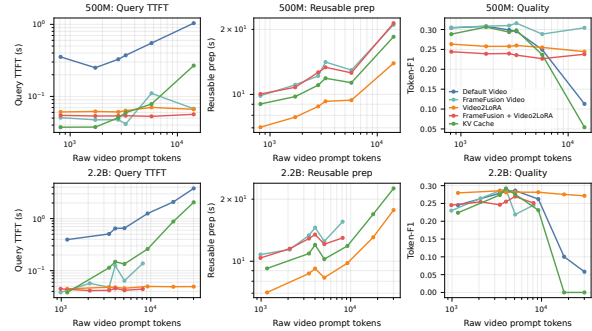 500M: Query TTFT
500M: Reusable prep
500M: Quality
Query TTFT (s)
10⁰
10⁻¹
10³
10⁴
Raw video prompt tokens
Reusable prep (s)
2 × 10¹
10¹
10³
10⁴
Raw video prompt tokens
Token-F1
0.30
0.25
0.20
0.15
0.10
0.05
Default Video
FrameFusion Video
Video2LoRA
FrameFusion + Video2LoRA
KV Cache
10³
10⁴
Raw video prompt tokens
2.2B: Query TTFT
2.2B: Reusable prep
2.2B: Quality
Query TTFT (s)
10⁰
10⁻¹
10³
10⁴
Raw video prompt tokens
Reusable prep (s)
2 × 10¹
10¹
10³
10⁴
Raw video prompt tokens
Token-F1
0.30
0.25
0.20
0.15
0.10
0.05
0.00
10³
10⁴
Raw video prompt tokens